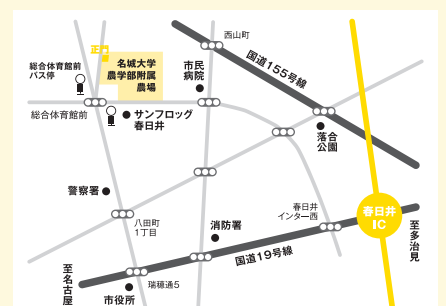 西山町
国道155号線
正門
名城大学
農学部附属
農場
総合体育館前
バス停
市民
病院
総合体育館前
サンフロッグ
春日井
落合
公園
警察署
八田町
1丁目
消防署
春日井
インター西
春日井
IC
至多治見
国道19号線
至名古屋
瑞穂通5
市役所